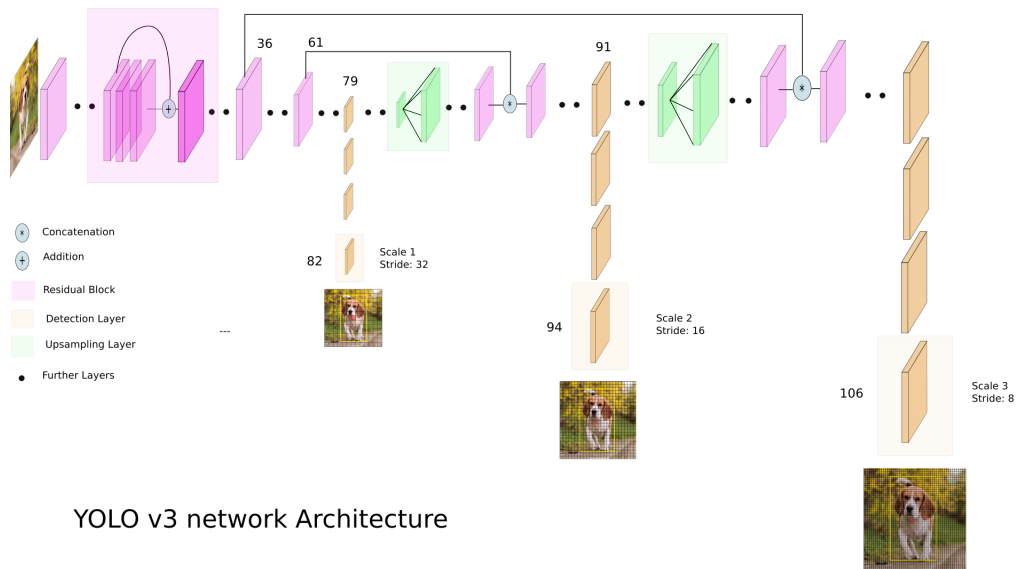 36
61
91
79
+
*
*
* Concatenation
+ Addition
Residual Block
Detection Layer
Upsampling Layer
Further Layers
---
82
Scale 1
Stride: 32
94
Scale 2
Stride: 16
106
Scale 3
Stride: 8
YOLO v3 network Architecture